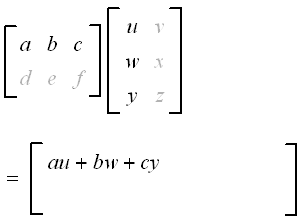 a b c
d e f
u v
w x
y z
= au + bw + cy